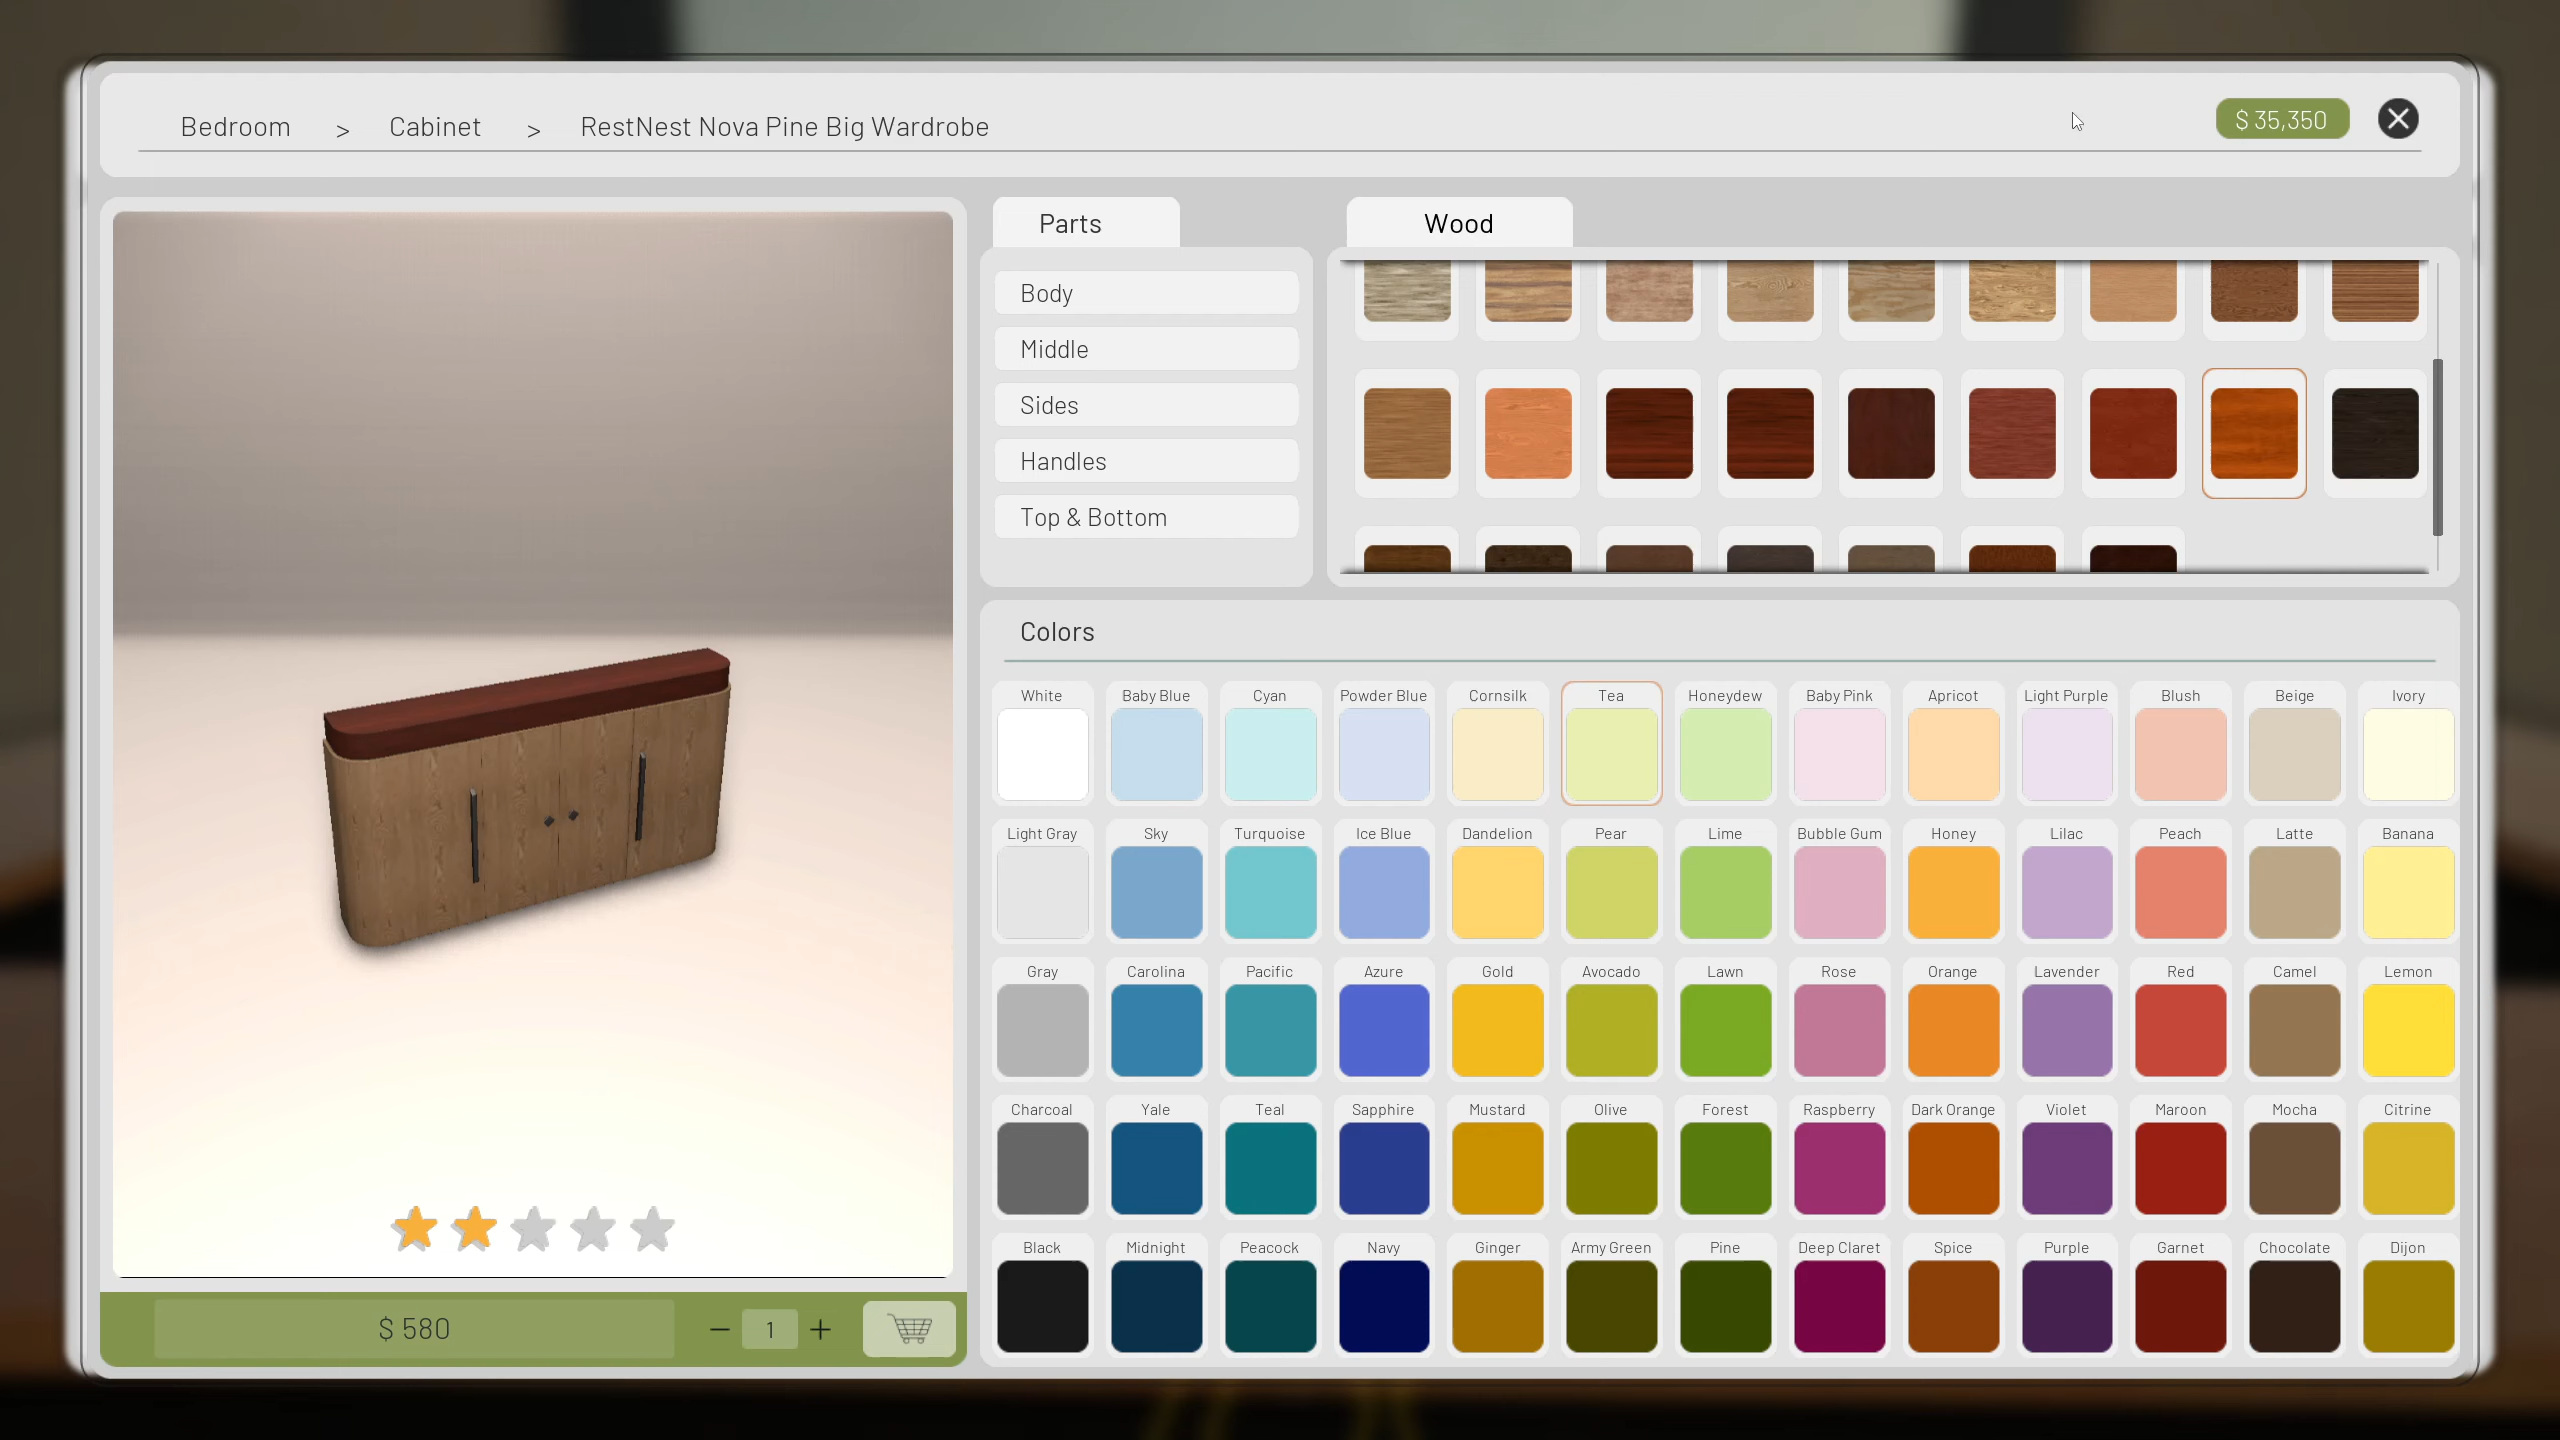 Bedroom > Cabinet > RestNest Nova Pine Big Wardrobe
$ 35,350
Parts
Wood
Body
Middle
Sides
Handles
Top & Bottom
Colors
White Baby Blue Cyan Powder Blue Cornsilk Tea Honeydew Baby Pink Apricot Light Purple Blush Beige Ivory
Light Gray Sky Turquoise Ice Blue Dandelion Pear Lime Bubble Gum Honey Lilac Peach Latte Banana
Gray Carolina Pacific Azure Gold Avocado Lawn Rose Orange Lavender Red Camel Lemon
Charcoal Yale Teal Sapphire Mustard Olive Forest Raspberry Dark Orange Violet Maroon Mocha Citrine
Black Midnight Peacock Navy Ginger Army Green Pine Deep Claret Spice Purple Garnet Chocolate Dijon
$ 580
− 1 +